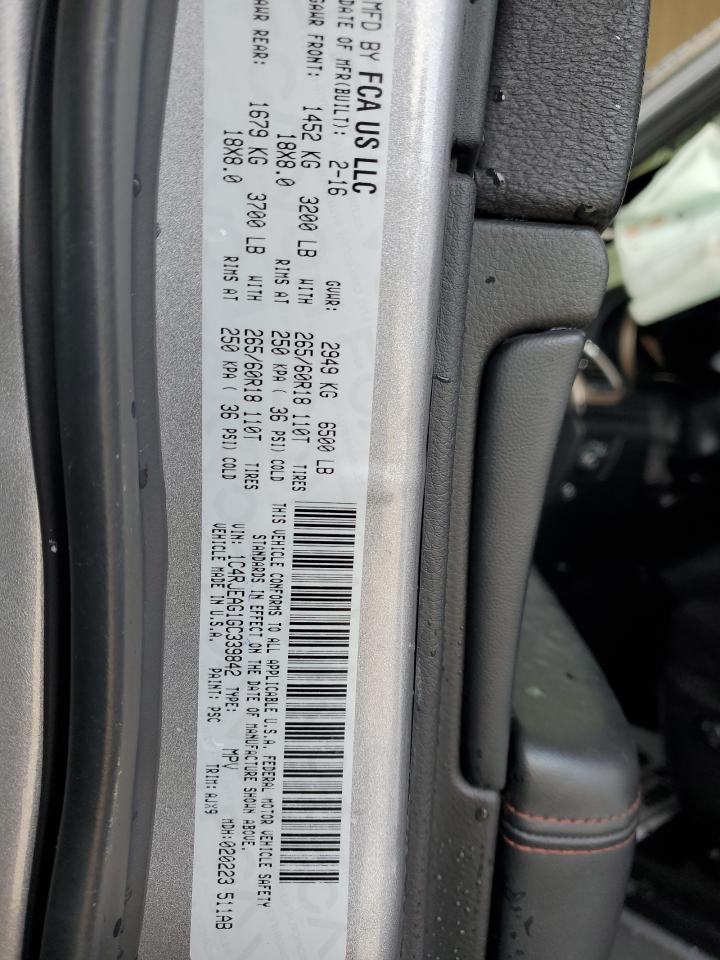 MFD BY FCA US LLC
DATE OF MFR(BUILT): 2-16 GVWR: 2949 KG 6500 LB
GAWR FRONT: 1452 KG 3200 LB WITH 265/60R18 110T TIRES
18X8.0 RIMS AT 250 KPA ( 36 PSI) COLD
GAWR REAR: 1679 KG 3700 LB WITH 265/60R18 110T TIRES
18X8.0 RIMS AT 250 KPA ( 36 PSI) COLD
THIS VEHICLE CONFORMS TO ALL APPLICABLE U.S.A. FEDERAL MOTOR VEHICLE SAFETY
STANDARDS IN EFFECT ON THE DATE OF MANUFACTURE SHOWN ABOVE.
VIN: 1C4RJEAG1GC339842 TYPE: MPV MDH:020223 511AB
VEHICLE MADE IN U.S.A. PAINT: PSC TRIM: AJX9